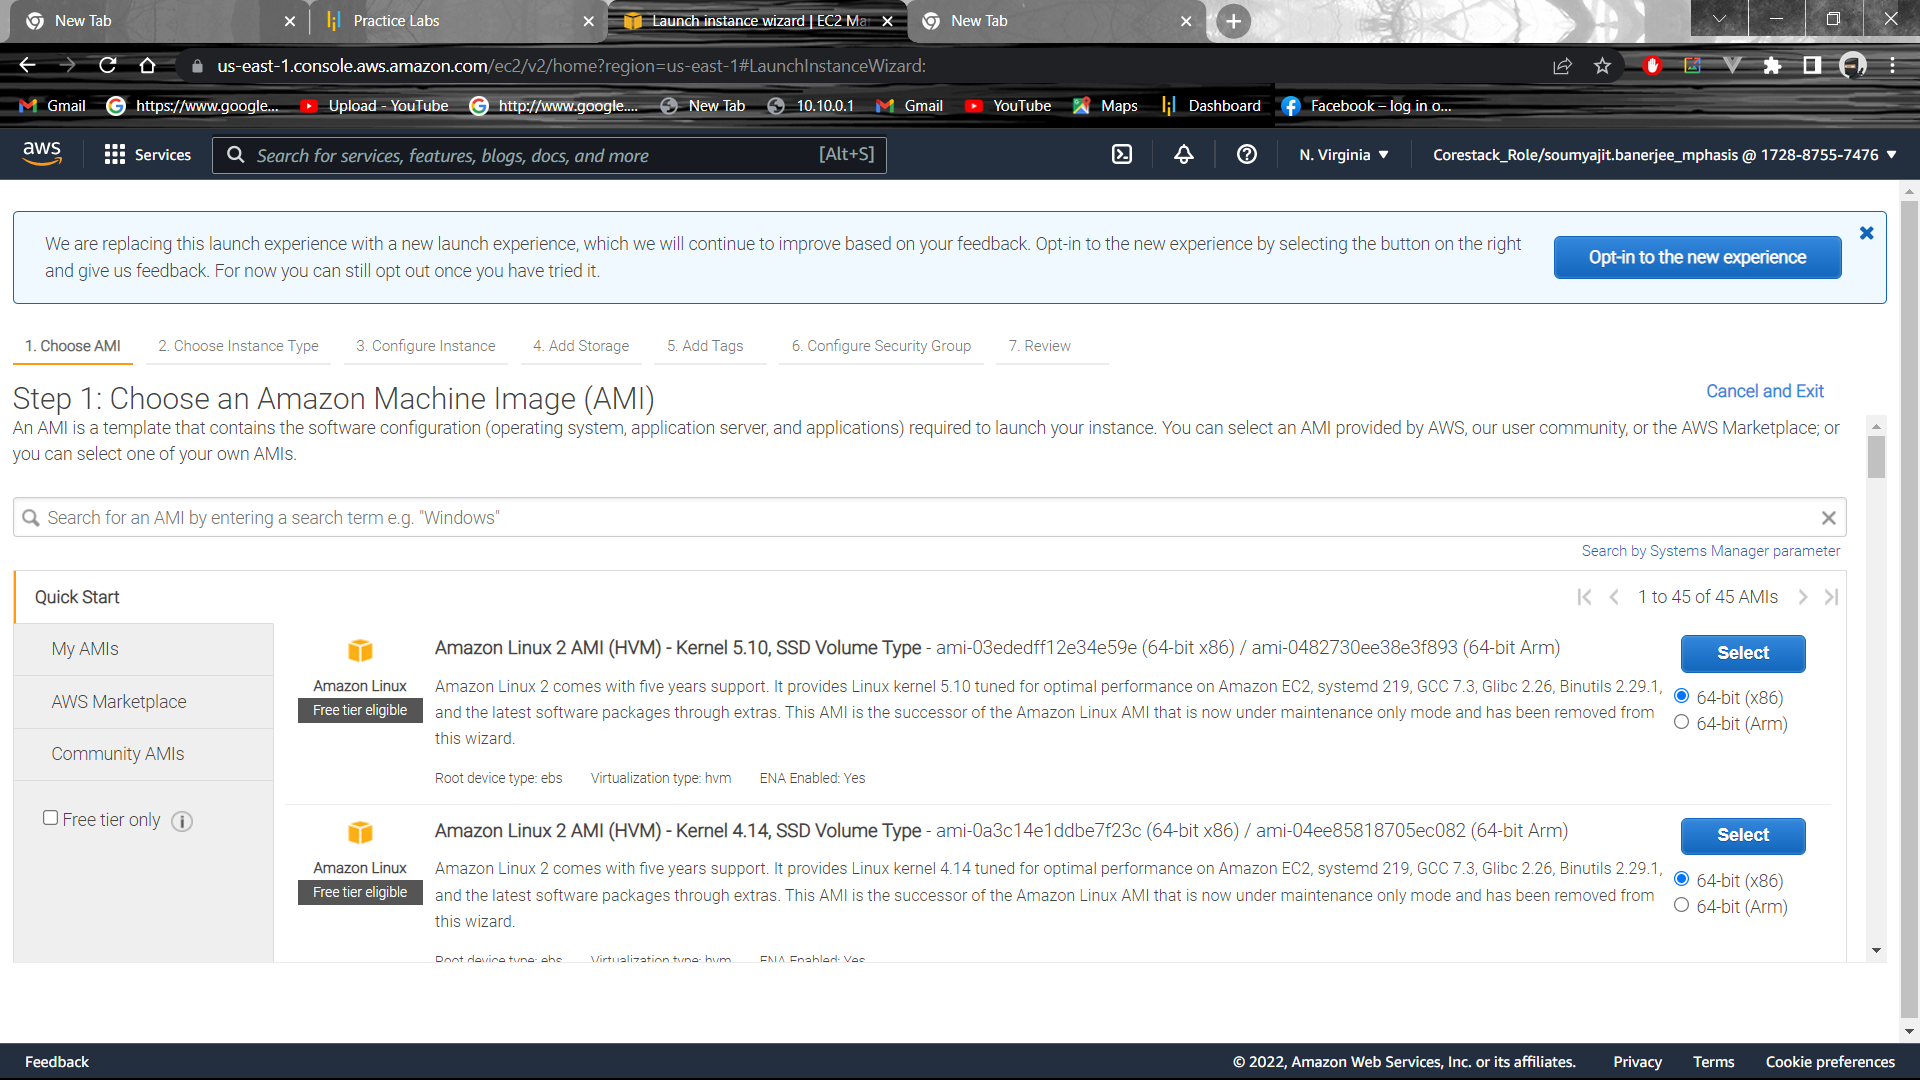 New Tab
Practice Labs
Launch instance wizard | EC2 Ma
New Tab
us-east-1.console.aws.amazon.com/ec2/v2/home?region=us-east-1#LaunchInstanceWizard:
Gmail https://www.google... Upload - YouTube http://www.google.... New Tab 10.10.0.1 Gmail YouTube Maps Dashboard Facebook – log in o...
aws Services Search for services, features, blogs, docs, and more [Alt+S] N. Virginia Corestack_Role/soumyajit.banerjee_mphasis @ 1728-8755-7476
We are replacing this launch experience with a new launch experience, which we will continue to improve based on your feedback. Opt-in to the new experience by selecting the button on the right
and give us feedback. For now you can still opt out once you have tried it.
Opt-in to the new experience
1. Choose AMI 2. Choose Instance Type 3. Configure Instance 4. Add Storage 5. Add Tags 6. Configure Security Group 7. Review
Step 1: Choose an Amazon Machine Image (AMI)
Cancel and Exit
An AMI is a template that contains the software configuration (operating system, application server, and applications) required to launch your instance. You can select an AMI provided by AWS, our user community, or the AWS Marketplace; or
you can select one of your own AMIs.
Search for an AMI by entering a search term e.g. "Windows"
Search by Systems Manager parameter
Quick Start
1 to 45 of 45 AMIs
My AMIs
AWS Marketplace
Community AMIs
Free tier only
Amazon Linux
Free tier eligible
Amazon Linux 2 AMI (HVM) - Kernel 5.10, SSD Volume Type - ami-03ededff12e34e59e (64-bit x86) / ami-0482730ee38e3f893 (64-bit Arm)
Amazon Linux 2 comes with five years support. It provides Linux kernel 5.10 tuned for optimal performance on Amazon EC2, systemd 219, GCC 7.3, Glibc 2.26, Binutils 2.29.1,
and the latest software packages through extras. This AMI is the successor of the Amazon Linux AMI that is now under maintenance only mode and has been removed from
this wizard.
Root device type: ebs Virtualization type: hvm ENA Enabled: Yes
Select
64-bit (x86)
64-bit (Arm)
Amazon Linux
Free tier eligible
Amazon Linux 2 AMI (HVM) - Kernel 4.14, SSD Volume Type - ami-0a3c14e1ddbe7f23c (64-bit x86) / ami-04ee85818705ec082 (64-bit Arm)
Amazon Linux 2 comes with five years support. It provides Linux kernel 4.14 tuned for optimal performance on Amazon EC2, systemd 219, GCC 7.3, Glibc 2.26, Binutils 2.29.1,
and the latest software packages through extras. This AMI is the successor of the Amazon Linux AMI that is now under maintenance only mode and has been removed from
this wizard.
Root device type: ebs Virtualization type: hvm ENA Enabled: Yes
Select
64-bit (x86)
64-bit (Arm)
Feedback
© 2022, Amazon Web Services, Inc. or its affiliates. Privacy Terms Cookie preferences